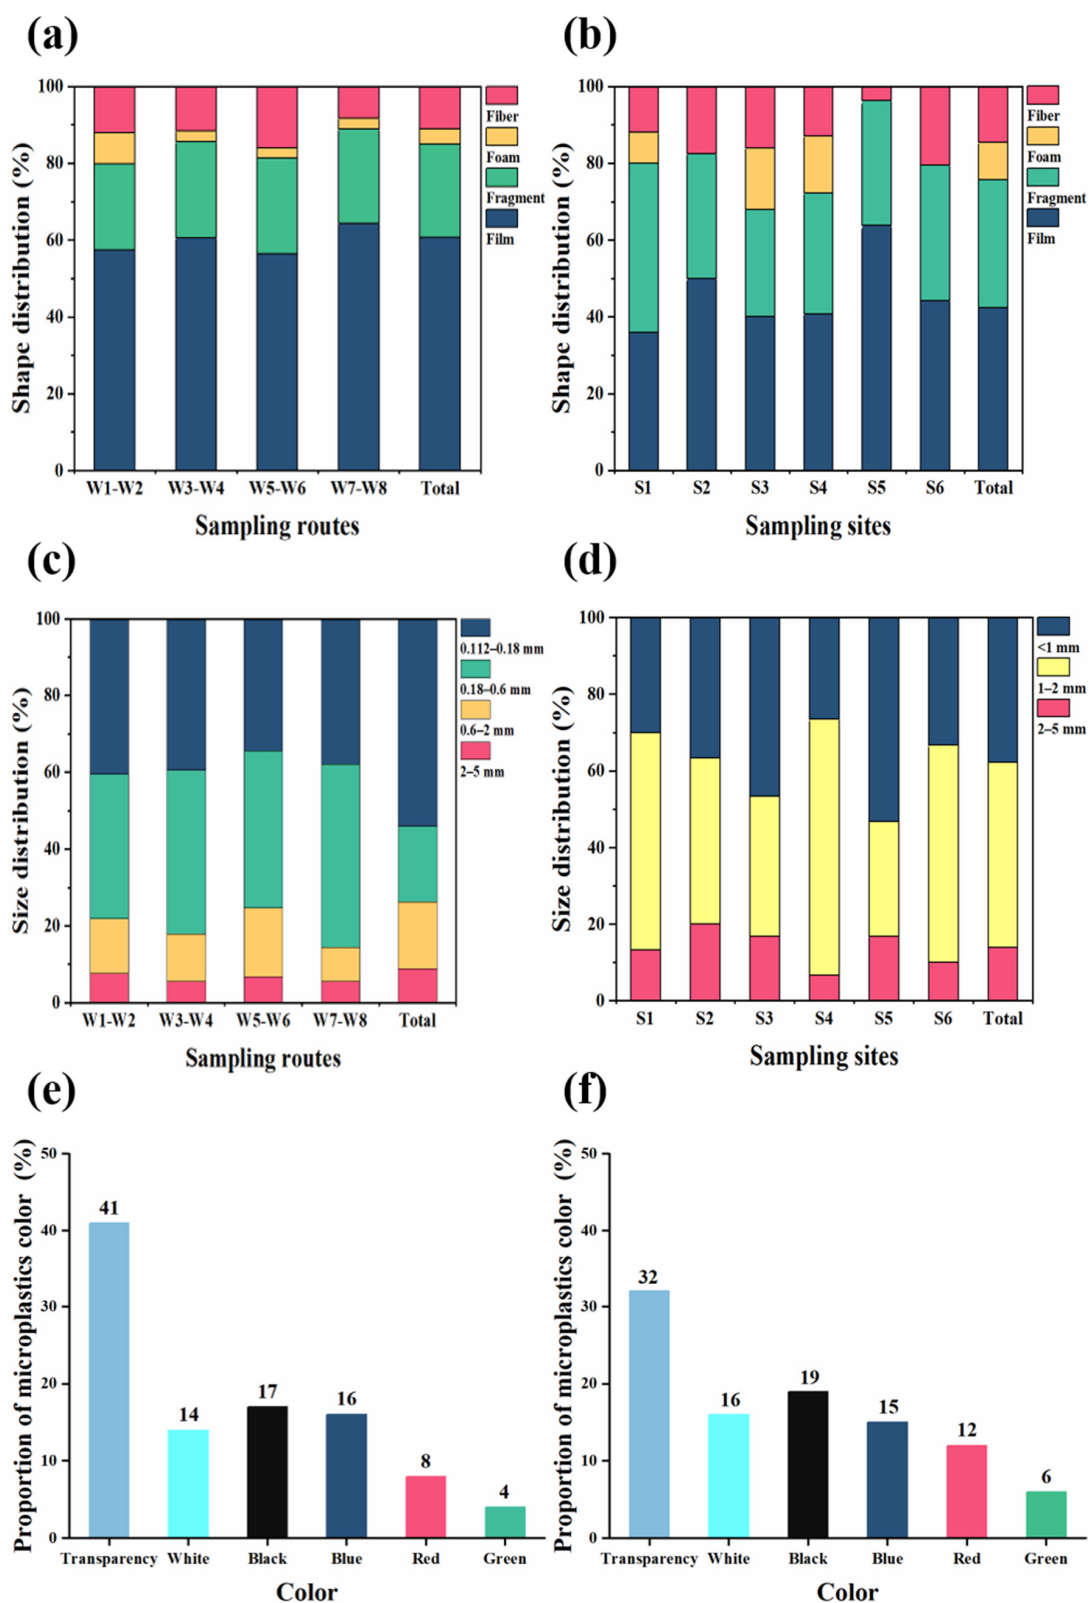 (a)
Shape distribution (%)
100
80
60
40
20
0
Fiber
Foam
Fragment
Film
W1-W2 W3-W4 W5-W6 W7-W8 Total
Sampling routes
(b)
Shape distribution (%)
100
80
60
40
20
0
Fiber
Foam
Fragment
Film
S1 S2 S3 S4 S5 S6 Total
Sampling sites
(c)
Size distribution (%)
100
80
60
40
20
0
0.112–0.18 mm
0.18–0.6 mm
0.6–2 mm
2–5 mm
W1-W2 W3-W4 W5-W6 W7-W8 Total
Sampling routes
(d)
Size distribution (%)
100
80
60
40
20
0
<1 mm
1–2 mm
2–5 mm
S1 S2 S3 S4 S5 S6 Total
Sampling sites
(e)
Proportion of microplastics color (%)
50
40
30
20
10
0
41
14
17
16
8
4
Transparency White Black Blue Red Green
Color
(f)
Proportion of microplastics color (%)
50
40
30
20
10
0
32
16
19
15
12
6
Transparency White Black Blue Red Green
Color